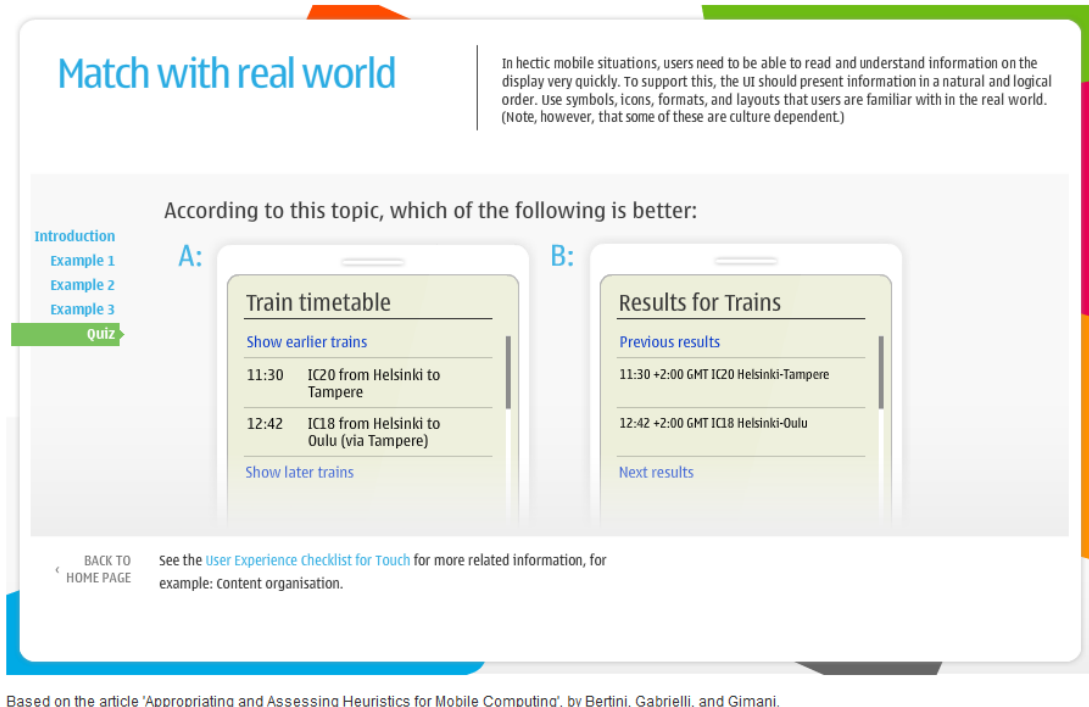 Match with real world
In hectic mobile situations, users need to be able to read and understand information on the
display very quickly. To support this, the UI should present information in a natural and logical
order. Use symbols, icons, formats, and layouts that users are familiar with in the real world.
(Note, however, that some of these are culture dependent.)
Introduction
Example 1
Example 2
Example 3
Quiz
According to this topic, which of the following is better:
A:
Train timetable
Show earlier trains
11:30 IC20 from Helsinki to
Tampere
12:42 IC18 from Helsinki to
Oulu (via Tampere)
Show later trains
B:
Results for Trains
Previous results
11:30 +2:00 GMT IC20 Helsinki-Tampere
12:42 +2:00 GMT IC18 Helsinki-Oulu
Next results
‹ BACK TO
HOME PAGE
See the User Experience Checklist for Touch for more related information, for
example: Content organisation.
Based on the article 'Appropriating and Assessing Heuristics for Mobile Computing', by Bertini, Gabrielli, and Gimani.